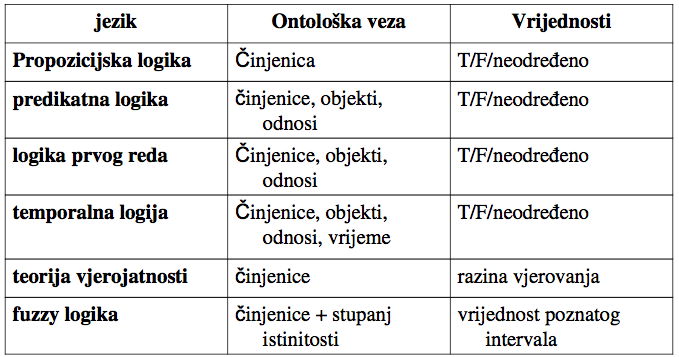 jezik Ontološka veza Vrijednosti
Propozicijska logika Činjenica T/F/neodređeno
predikatna logika činjenice, objekti, T/F/neodređeno
odnosi
logika prvog reda Činjenice, objekti, T/F/neodređeno
odnosi
temporalna logija Činjenice, objekti, T/F/neodređeno
odnosi, vrijeme
teorija vjerojatnosti činjenice razina vjerovanja
fuzzy logika činjenice + stupanj vrijednost poznatog
istinitosti intervala